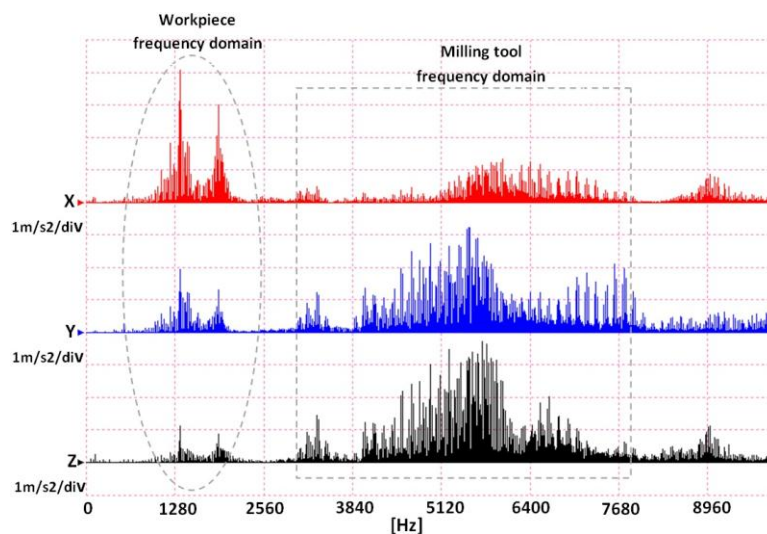 Workpiece
frequency domain
Milling tool
frequency domain
X
1m/s2/div
Y
1m/s2/div
Z
1m/s2/div
0 1280 2560 3840 5120 6400 7680 8960
[Hz]